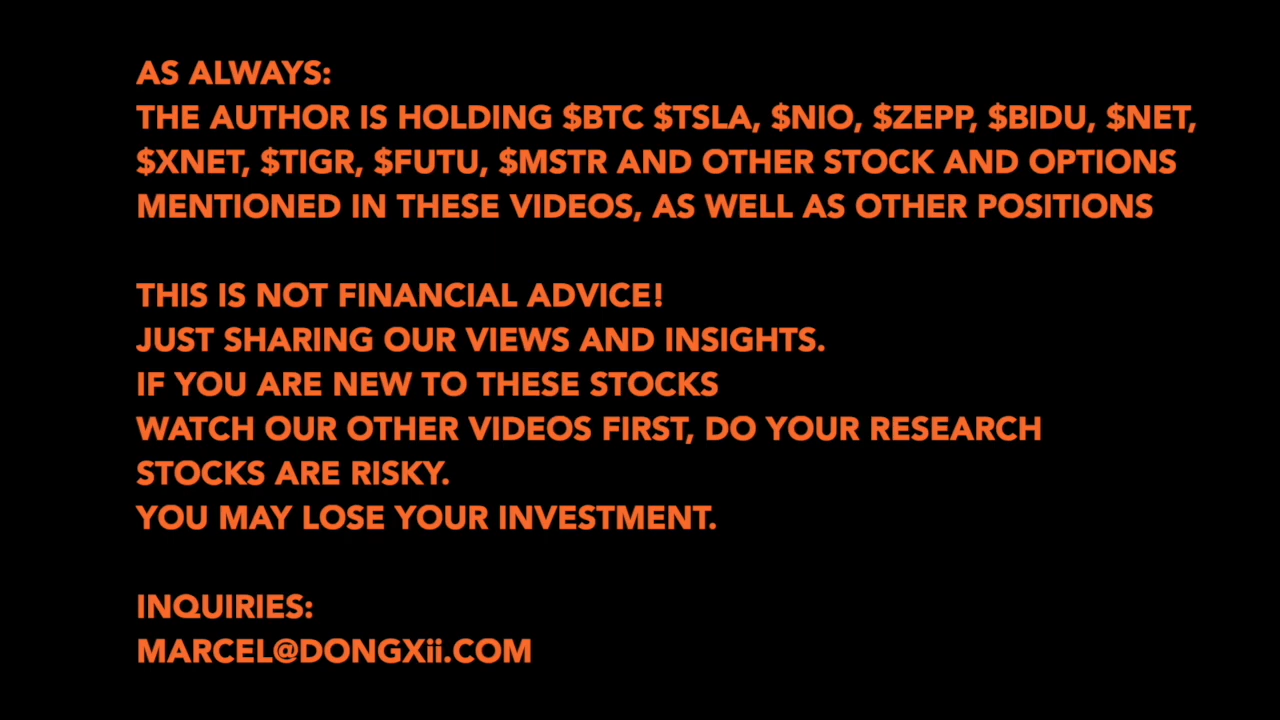 AS ALWAYS:
THE AUTHOR IS HOLDING $BTC $TSLA, $NIO, $ZEPP, $BIDU, $NET,
$XNET, $TIGR, $FUTU, $MSTR AND OTHER STOCK AND OPTIONS
MENTIONED IN THESE VIDEOS, AS WELL AS OTHER POSITIONS
THIS IS NOT FINANCIAL ADVICE!
JUST SHARING OUR VIEWS AND INSIGHTS.
IF YOU ARE NEW TO THESE STOCKS
WATCH OUR OTHER VIDEOS FIRST, DO YOUR RESEARCH
STOCKS ARE RISKY.
YOU MAY LOSE YOUR INVESTMENT.
INQUIRIES:
MARCEL@DONGXii.COM